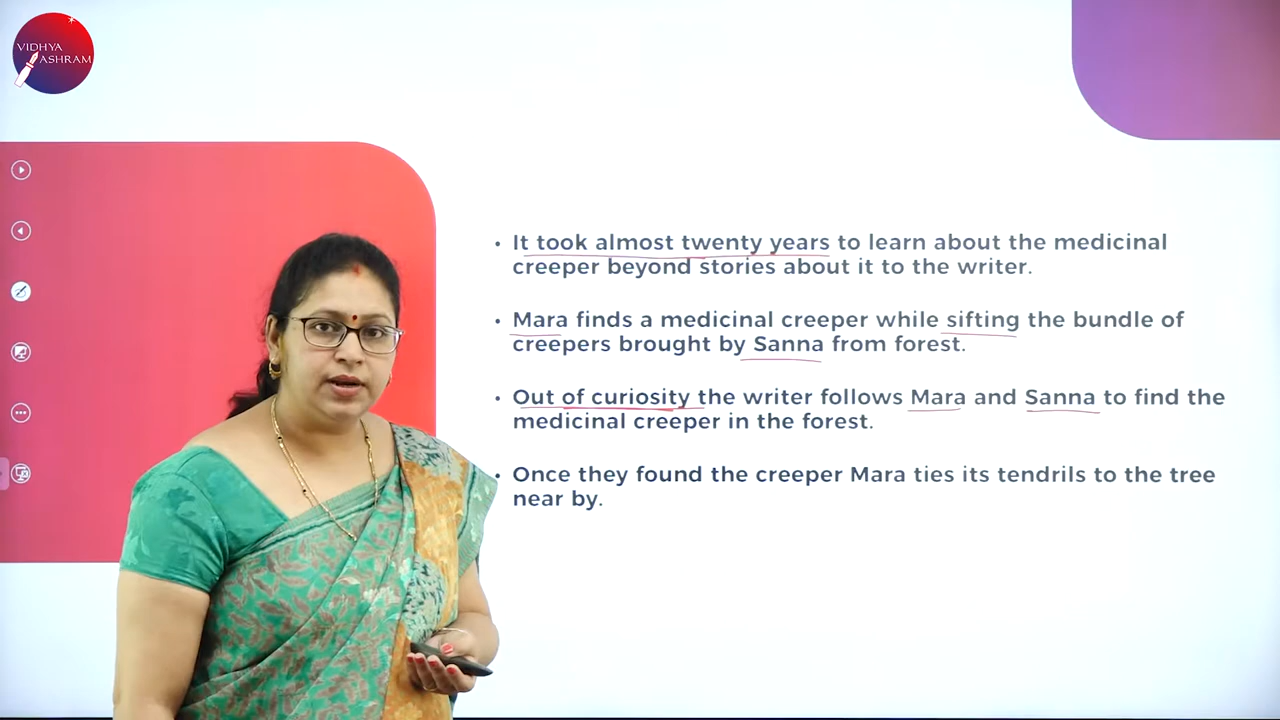 VIDHYA
ASHRAM
• It took almost twenty years to learn about the medicinal
creeper beyond stories about it to the writer.
• Mara finds a medicinal creeper while sifting the bundle of
creepers brought by Sanna from forest.
• Out of curiosity the writer follows Mara and Sanna to find the
medicinal creeper in the forest.
• Once they found the creeper Mara ties its tendrils to the tree
near by.